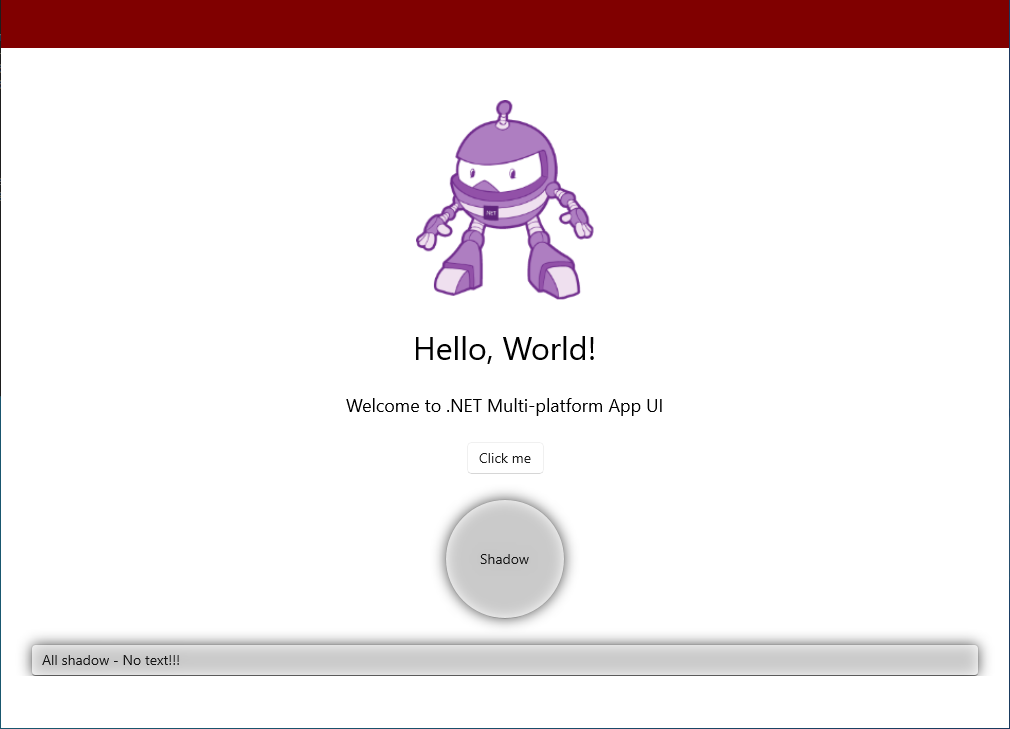 .NET
Hello, World!
Welcome to .NET Multi-platform App UI
Click me
Shadow
All shadow - No text!!!